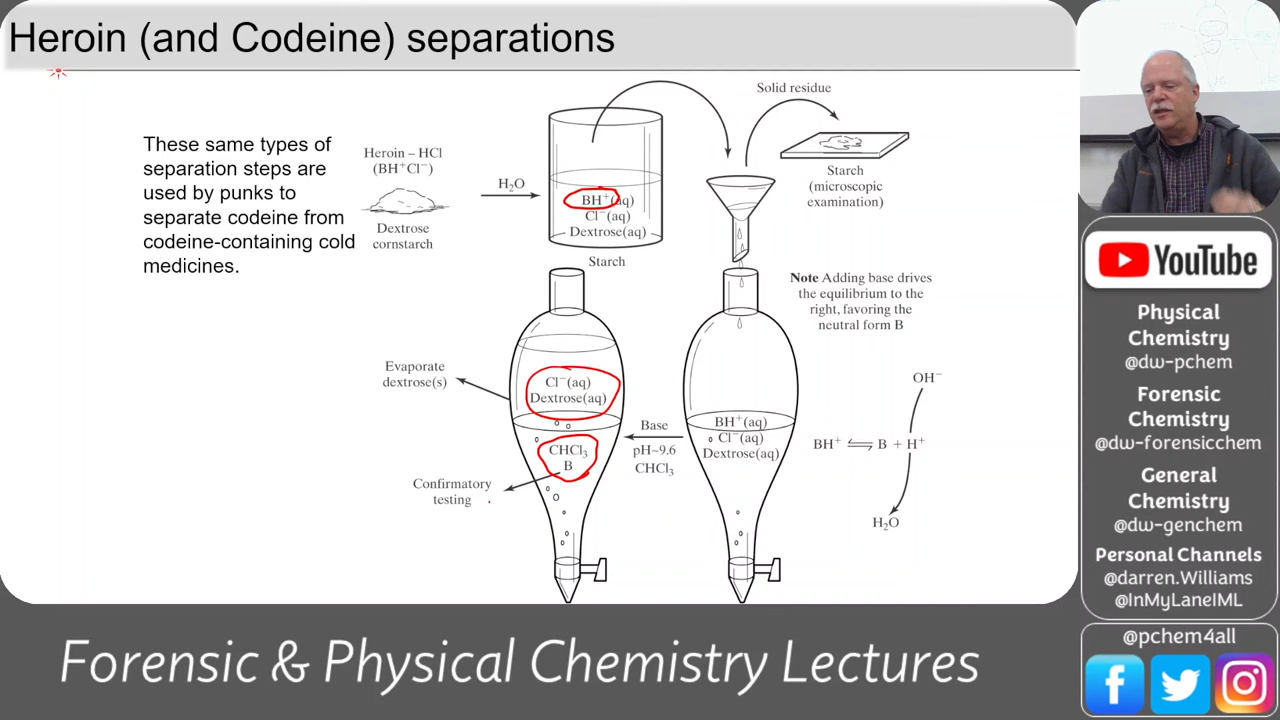 Heroin (and Codeine) separations
These same types of
separation steps are
used by punks to
separate codeine from
codeine-containing cold
medicines.
Heroin – HCl
(BH⁺Cl⁻)
Dextrose
cornstarch
H₂O
BH⁺(aq)
Cl⁻(aq)
Dextrose(aq)
Starch
Solid residue
Starch
(microscopic
examination)
Note Adding base drives
the equilibrium to the
right, favoring the
neutral form B
Evaporate
dextrose(s)
Cl⁻(aq)
Dextrose(aq)
CHCl₃
B
Confirmatory
testing
Base
pH~9.6
CHCl₃
BH⁺(aq)
Cl⁻(aq)
Dextrose(aq)
OH⁻
BH⁺ ⇌ B + H⁺
H₂O
YouTube
Physical
Chemistry
@dw-pchem
Forensic
Chemistry
@dw-forensicchem
General
Chemistry
@dw-genchem
Personal Channels
@darren.Williams
@InMyLaneIML
@pchem4all
Forensic & Physical Chemistry Lectures